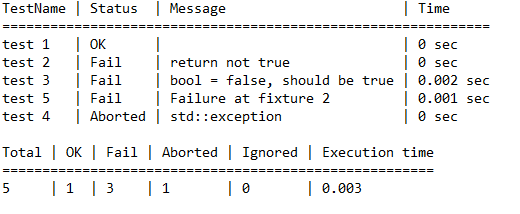 TestName | Status  | Message                      | Time
==============================================================
test 1   | OK      |                              | 0 sec
test 2   | Fail    | return not true              | 0 sec
test 3   | Fail    | bool = false, should be true | 0.002 sec
test 5   | Fail    | Failure at fixture 2         | 0.001 sec
test 4   | Aborted | std::exception               | 0 sec
Total | OK | Fail | Aborted | Ignored | Execution time
=======================================================
5     | 1  | 3    | 1       | 0       | 0.003